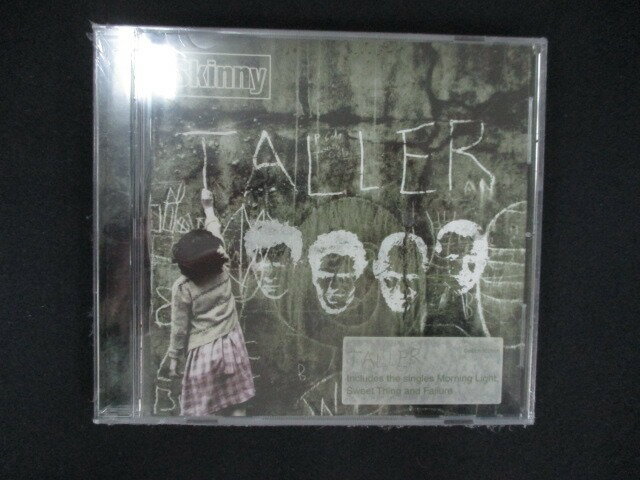 Skinny
TALLER
TALLER
Includes the singles Morning Light,
Sweet Thing and Failure